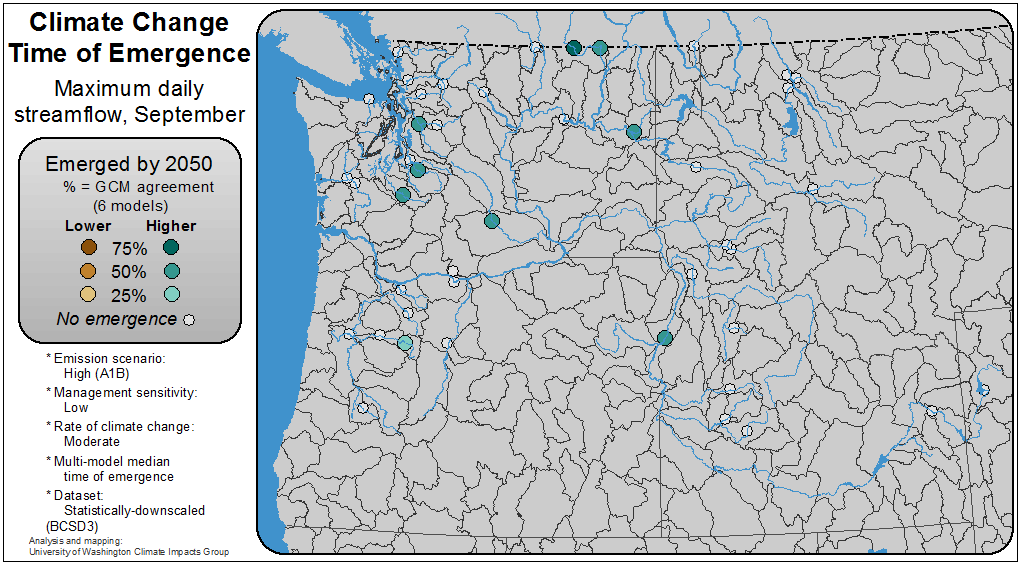 Climate Change
Time of Emergence
Maximum daily
streamflow, September
Emerged by 2050
% = GCM agreement
(6 models)
Lower Higher
75%
50%
25%
No emergence
* Emission scenario:
High (A1B)
* Management sensitivity:
Low
* Rate of climate change:
Moderate
* Multi-model median
time of emergence
* Dataset:
Statistically-downscaled
(BCSD3)
Analysis and mapping:
University of Washington Climate Impacts Group